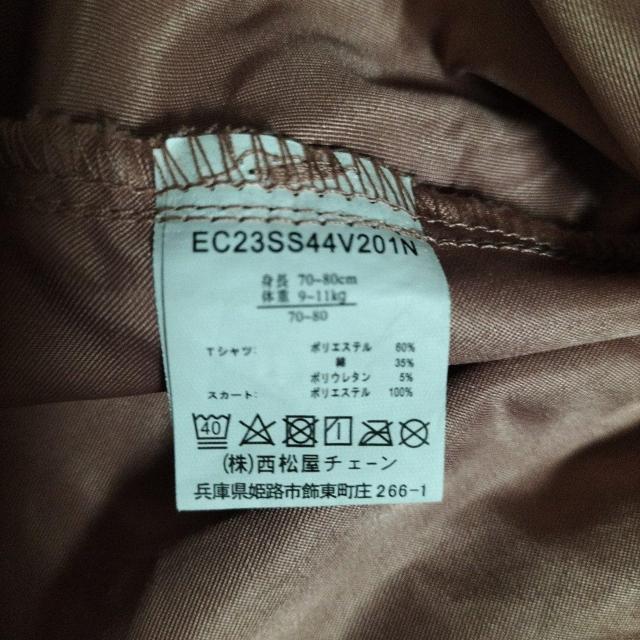 EC23SS44V201N
身長 70-80cm
体重 9-11kg
70-80
Tシャツ: ポリエステル 60%
綿 35%
ポリウレタン 5%
スカート: ポリエステル 100%
40
(株)西松屋チェーン
兵庫県姫路市飾東町庄266-1